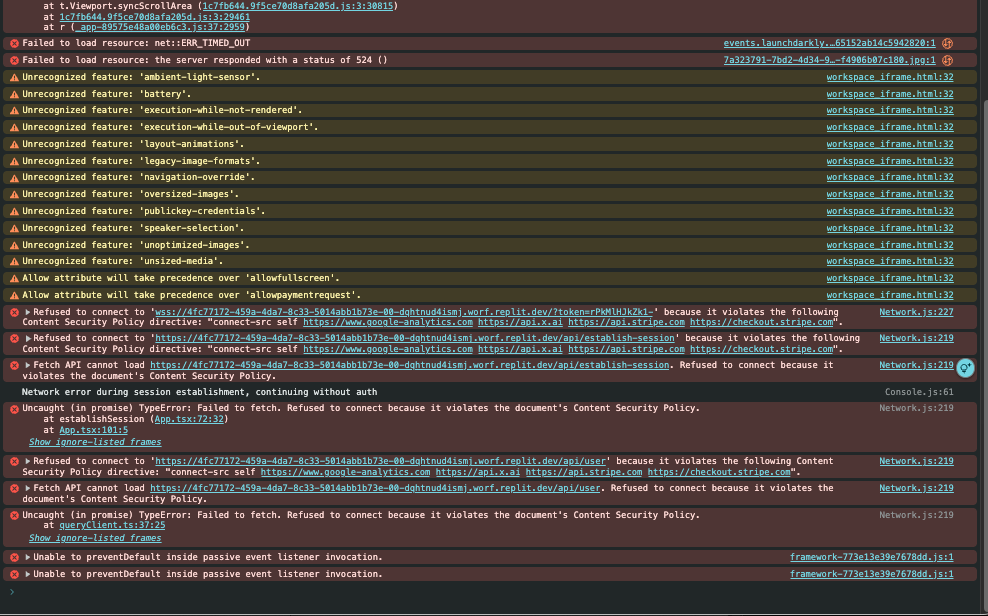 at t.Viewport.syncScrollArea (1c7fb644.9f5ce70d8afa205d.js:3:30815)
at 1c7fb644.9f5ce70d8afa205d.js:3:29461
at r (_app-89575e48a00eb6c3.js:37:2959)
Failed to load resource: net::ERR_TIMED_OUT events.launchdarkly.…65152ab14c5942820:1
Failed to load resource: the server responded with a status of 524 () 7a323791-7bd2-4d34-9…-f4906b07c180.jpg:1
Unrecognized feature: 'ambient-light-sensor'. workspace_iframe.html:32
Unrecognized feature: 'battery'. workspace_iframe.html:32
Unrecognized feature: 'execution-while-not-rendered'. workspace_iframe.html:32
Unrecognized feature: 'execution-while-out-of-viewport'. workspace_iframe.html:32
Unrecognized feature: 'layout-animations'. workspace_iframe.html:32
Unrecognized feature: 'legacy-image-formats'. workspace_iframe.html:32
Unrecognized feature: 'navigation-override'. workspace_iframe.html:32
Unrecognized feature: 'oversized-images'. workspace_iframe.html:32
Unrecognized feature: 'publickey-credentials'. workspace_iframe.html:32
Unrecognized feature: 'speaker-selection'. workspace_iframe.html:32
Unrecognized feature: 'unoptimized-images'. workspace_iframe.html:32
Unrecognized feature: 'unsized-media'. workspace_iframe.html:32
Allow attribute will take precedence over 'allowfullscreen'. workspace_iframe.html:32
Allow attribute will take precedence over 'allowpaymentrequest'. workspace_iframe.html:32
Refused to connect to 'wss://4fc77172-459a-4da7-8c33-5014abb1b73e-00-dqhtnud4ismj.worf.replit.dev/?token=rPkMlHJkZk1-' because it violates the following Network.js:227
Content Security Policy directive: "connect-src self https://www.google-analytics.com https://api.x.ai https://api.stripe.com https://checkout.stripe.com".
Refused to connect to 'https://4fc77172-459a-4da7-8c33-5014abb1b73e-00-dqhtnud4ismj.worf.replit.dev/api/establish-session' because it violates the following Network.js:219
Content Security Policy directive: "connect-src self https://www.google-analytics.com https://api.x.ai https://api.stripe.com https://checkout.stripe.com".
Fetch API cannot load https://4fc77172-459a-4da7-8c33-5014abb1b73e-00-dqhtnud4ismj.worf.replit.dev/api/establish-session. Refused to connect because it Network.js:219
violates the document's Content Security Policy.
Network error during session establishment, continuing without auth Console.js:61
Uncaught (in promise) TypeError: Failed to fetch. Refused to connect because it violates the document's Content Security Policy. Network.js:219
at establishSession (App.tsx:72:32)
at App.tsx:101:5
Show ignore-listed frames
Refused to connect to 'https://4fc77172-459a-4da7-8c33-5014abb1b73e-00-dqhtnud4ismj.worf.replit.dev/api/user' because it violates the following Content Network.js:219
Security Policy directive: "connect-src self https://www.google-analytics.com https://api.x.ai https://api.stripe.com https://checkout.stripe.com".
Fetch API cannot load https://4fc77172-459a-4da7-8c33-5014abb1b73e-00-dqhtnud4ismj.worf.replit.dev/api/user. Refused to connect because it violates the Network.js:219
document's Content Security Policy.
Uncaught (in promise) TypeError: Failed to fetch. Refused to connect because it violates the document's Content Security Policy. Network.js:219
at queryClient.ts:37:25
Show ignore-listed frames
Unable to preventDefault inside passive event listener invocation. framework-773e13e39e7678dd.js:1
Unable to preventDefault inside passive event listener invocation. framework-773e13e39e7678dd.js:1